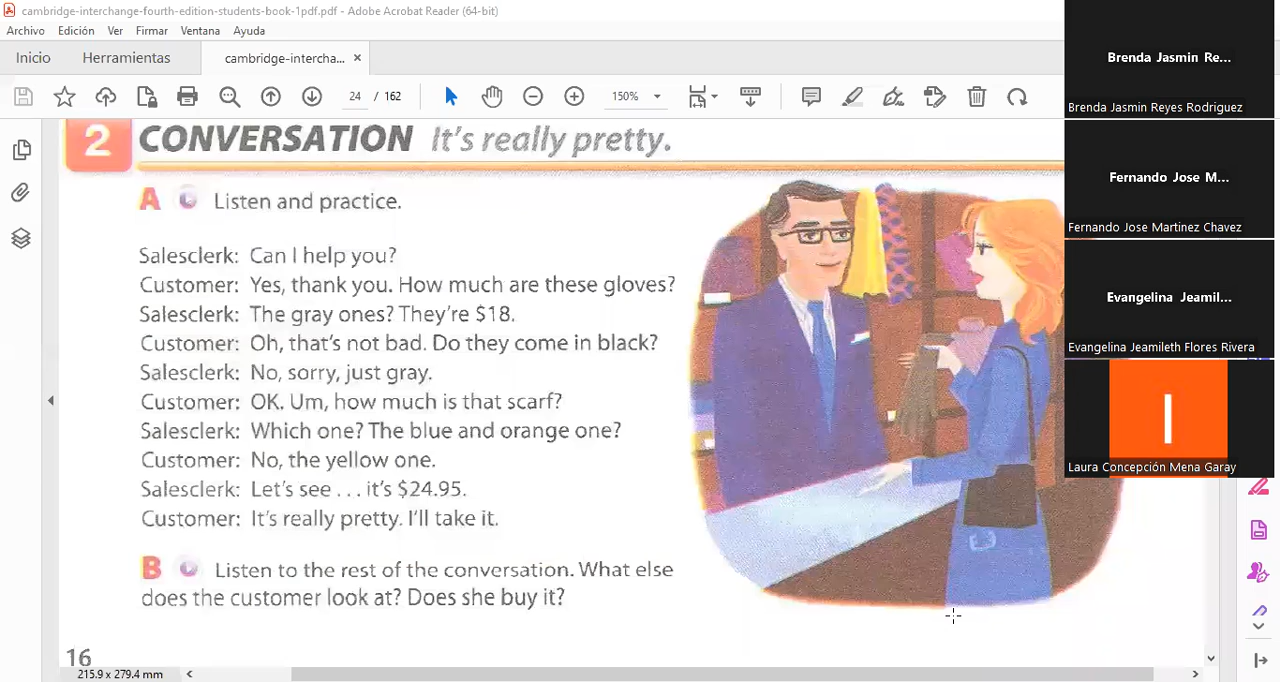 cambridge-interchange-fourth-edition-students-book-1pdf.pdf - Adobe Acrobat Reader (64-bit)
Archivo Edición Ver Firmar Ventana Ayuda
Inicio Herramientas cambridge-intercha... ×
24 / 162 150%
2 CONVERSATION It's really pretty.
A Listen and practice.
Salesclerk: Can I help you?
Customer: Yes, thank you. How much are these gloves?
Salesclerk: The gray ones? They're $18.
Customer: Oh, that's not bad. Do they come in black?
Salesclerk: No, sorry, just gray.
Customer: OK. Um, how much is that scarf?
Salesclerk: Which one? The blue and orange one?
Customer: No, the yellow one.
Salesclerk: Let's see . . . it's $24.95.
Customer: It's really pretty. I'll take it.
B Listen to the rest of the conversation. What else
does the customer look at? Does she buy it?
16
215.9 x 279.4 mm
Brenda Jasmin Re...
Brenda Jasmin Reyes Rodriguez
Fernando Jose M...
Fernando Jose Martinez Chavez
Evangelina Jeamil...
Evangelina Jeamileth Flores Rivera
l
Laura Concepción Mena Garay